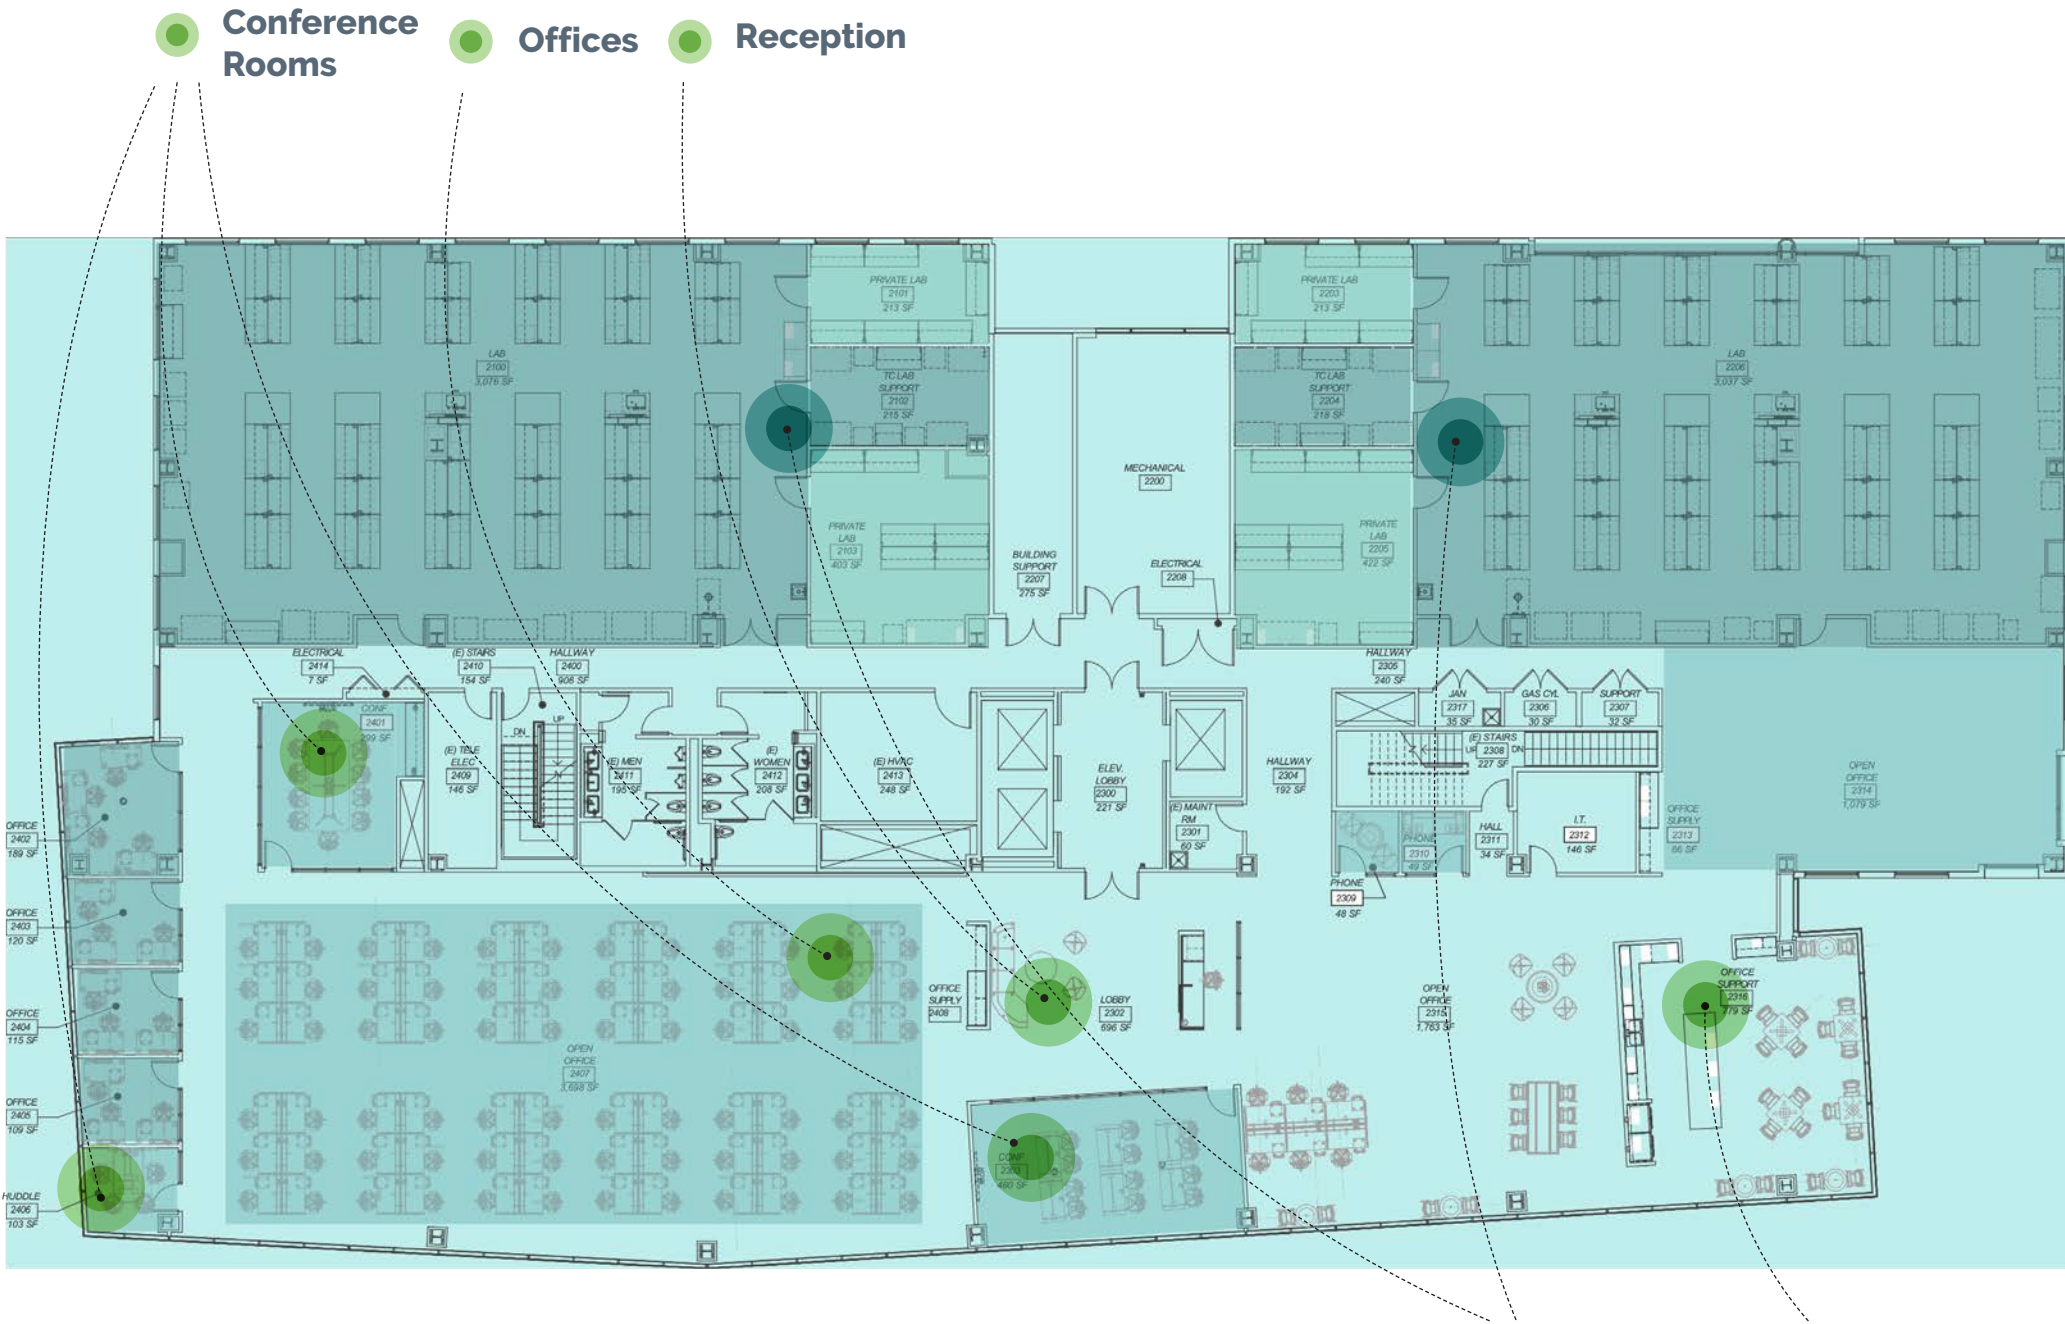 Conference
Rooms
Offices
Reception
PRIVATE LAB
2101
213 SF
PRIVATE LAB
2203
213 SF
LAB
2100
3,076 SF
TC LAB
SUPPORT
2102
215 SF
TC LAB
SUPPORT
2204
218 SF
LAB
2206
3,037 SF
MECHANICAL
2200
PRIVATE
LAB
2103
403 SF
PRIVATE
LAB
2205
422 SF
BUILDING
SUPPORT
2207
275 SF
ELECTRICAL
2208
ELECTRICAL
2414
7 SF
(E) STAIRS
2410
154 SF
HALLWAY
2400
906 SF
HALLWAY
2305
240 SF
JAN
2317
35 SF
GAS CYL
2306
30 SF
SUPPORT
2307
32 SF
CONF
2401
299 SF
UP
DN
(E) TELE
ELEC
2409
146 SF
(E) MEN
2411
195 SF
(E)
WOMEN
2412
208 SF
(E) HVAC
2413
248 SF
ELEV.
LOBBY
2300
221 SF
HALLWAY
2304
192 SF
(E) STAIRS
UP
2308
DN
227 SF
OPEN
OFFICE
2314
1,079 SF
(E) MAINT
RM
2301
60 SF
OFFICE
SUPPLY
2313
66 SF
I.T.
2312
146 SF
HALL
2311
34 SF
PHONE
2310
49 SF
PHONE
2309
48 SF
OFFICE
2402
189 SF
OFFICE
2403
120 SF
OFFICE
2404
115 SF
OFFICE
2405
109 SF
HUDDLE
2406
103 SF
OPEN
OFFICE
2407
3,698 SF
OFFICE
SUPPLY
2408
LOBBY
2302
696 SF
OPEN
OFFICE
2315
1,763 SF
OFFICE
SUPPORT
2316
779 SF
CONF
2303
460 SF